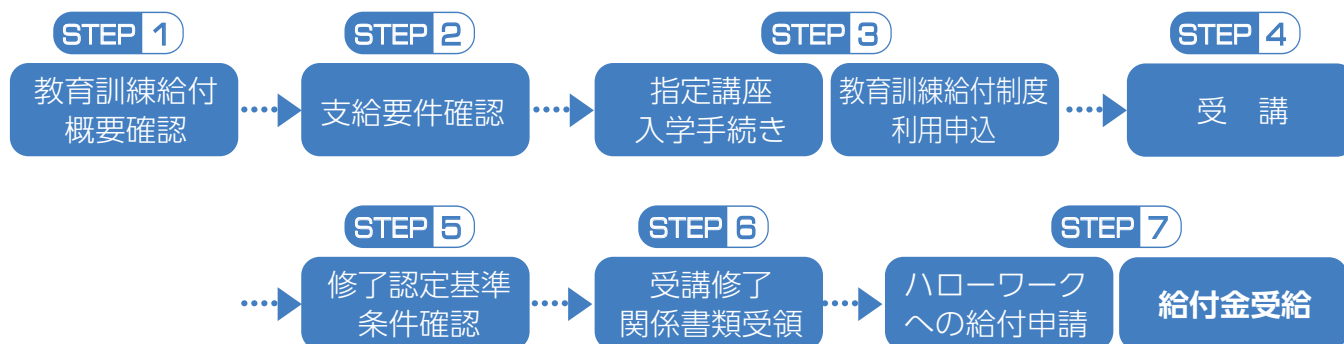 STEP 1
教育訓練給付
概要確認
STEP 2
支給要件確認
STEP 3
指定講座
入学手続き
教育訓練給付制度
利用申込
STEP 4
受 講
STEP 5
修了認定基準
条件確認
STEP 6
受講修了
関係書類受領
STEP 7
ハローワーク
への給付申請
給付金受給